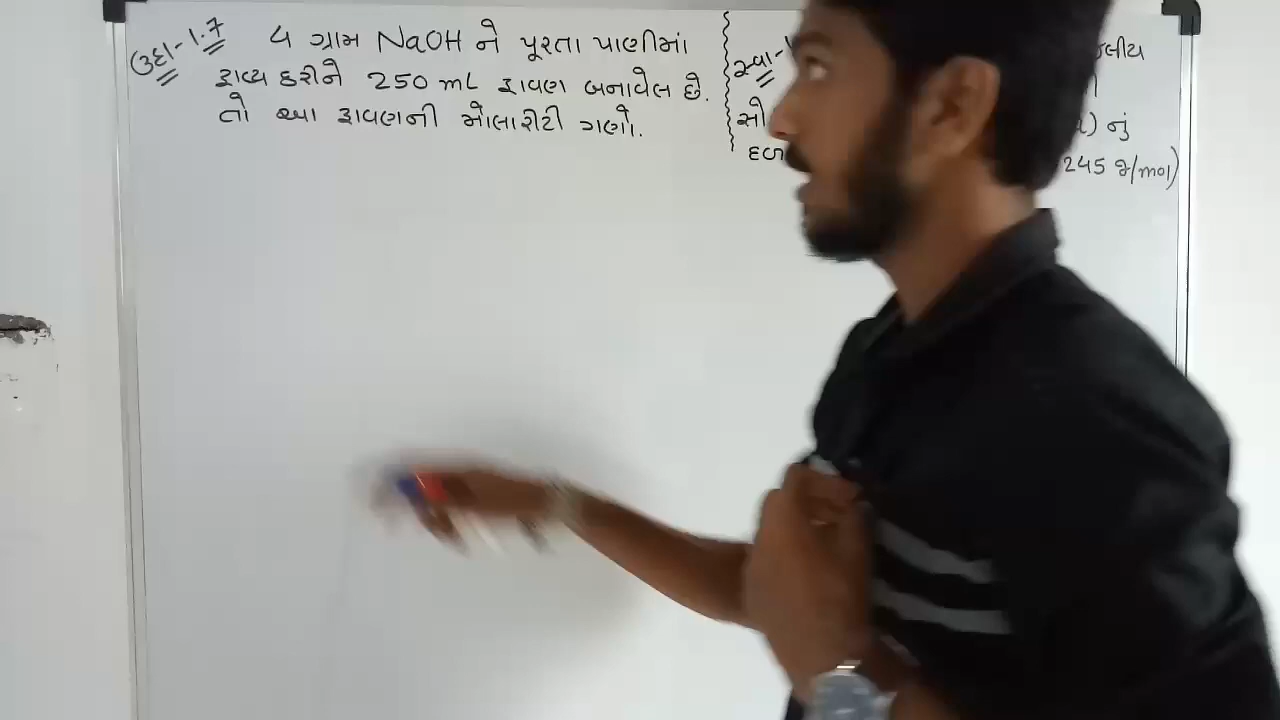 ઉદા-1.7 4 ગ્રામ NaOH ને પૂરતા પાણીમાં
દ્રાવ્ય કરીને 250 mL દ્રાવણ બનાવેલ છે.
તો આ દ્રાવણની મોલારીટી ગણો.
નું
245 g/mol)